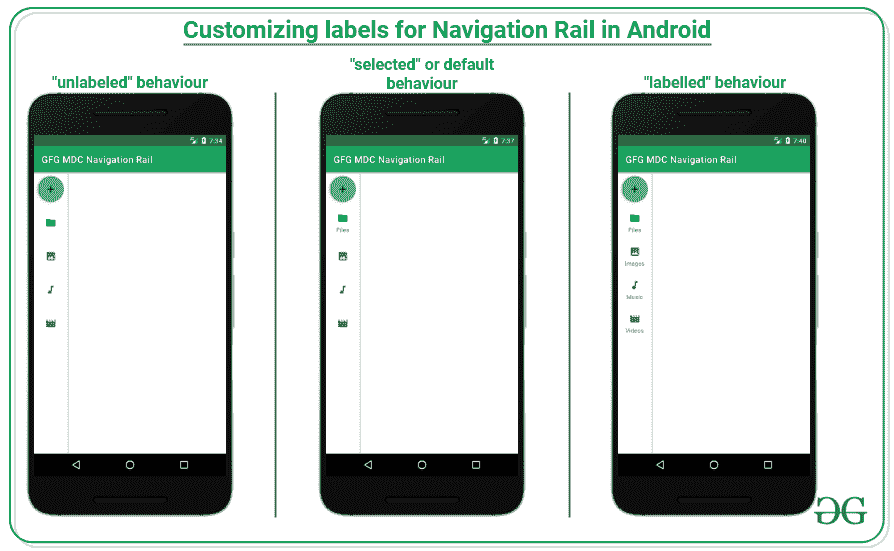 Customizing labels for Navigation Rail in Android
"unlabeled" behaviour
7:34
GFG MDC Navigation Rail
+
"selected" or default
behaviour
7:37
GFG MDC Navigation Rail
+
Files
"labelled" behaviour
7:40
GFG MDC Navigation Rail
+
Files
Images
Music
Videos
GG